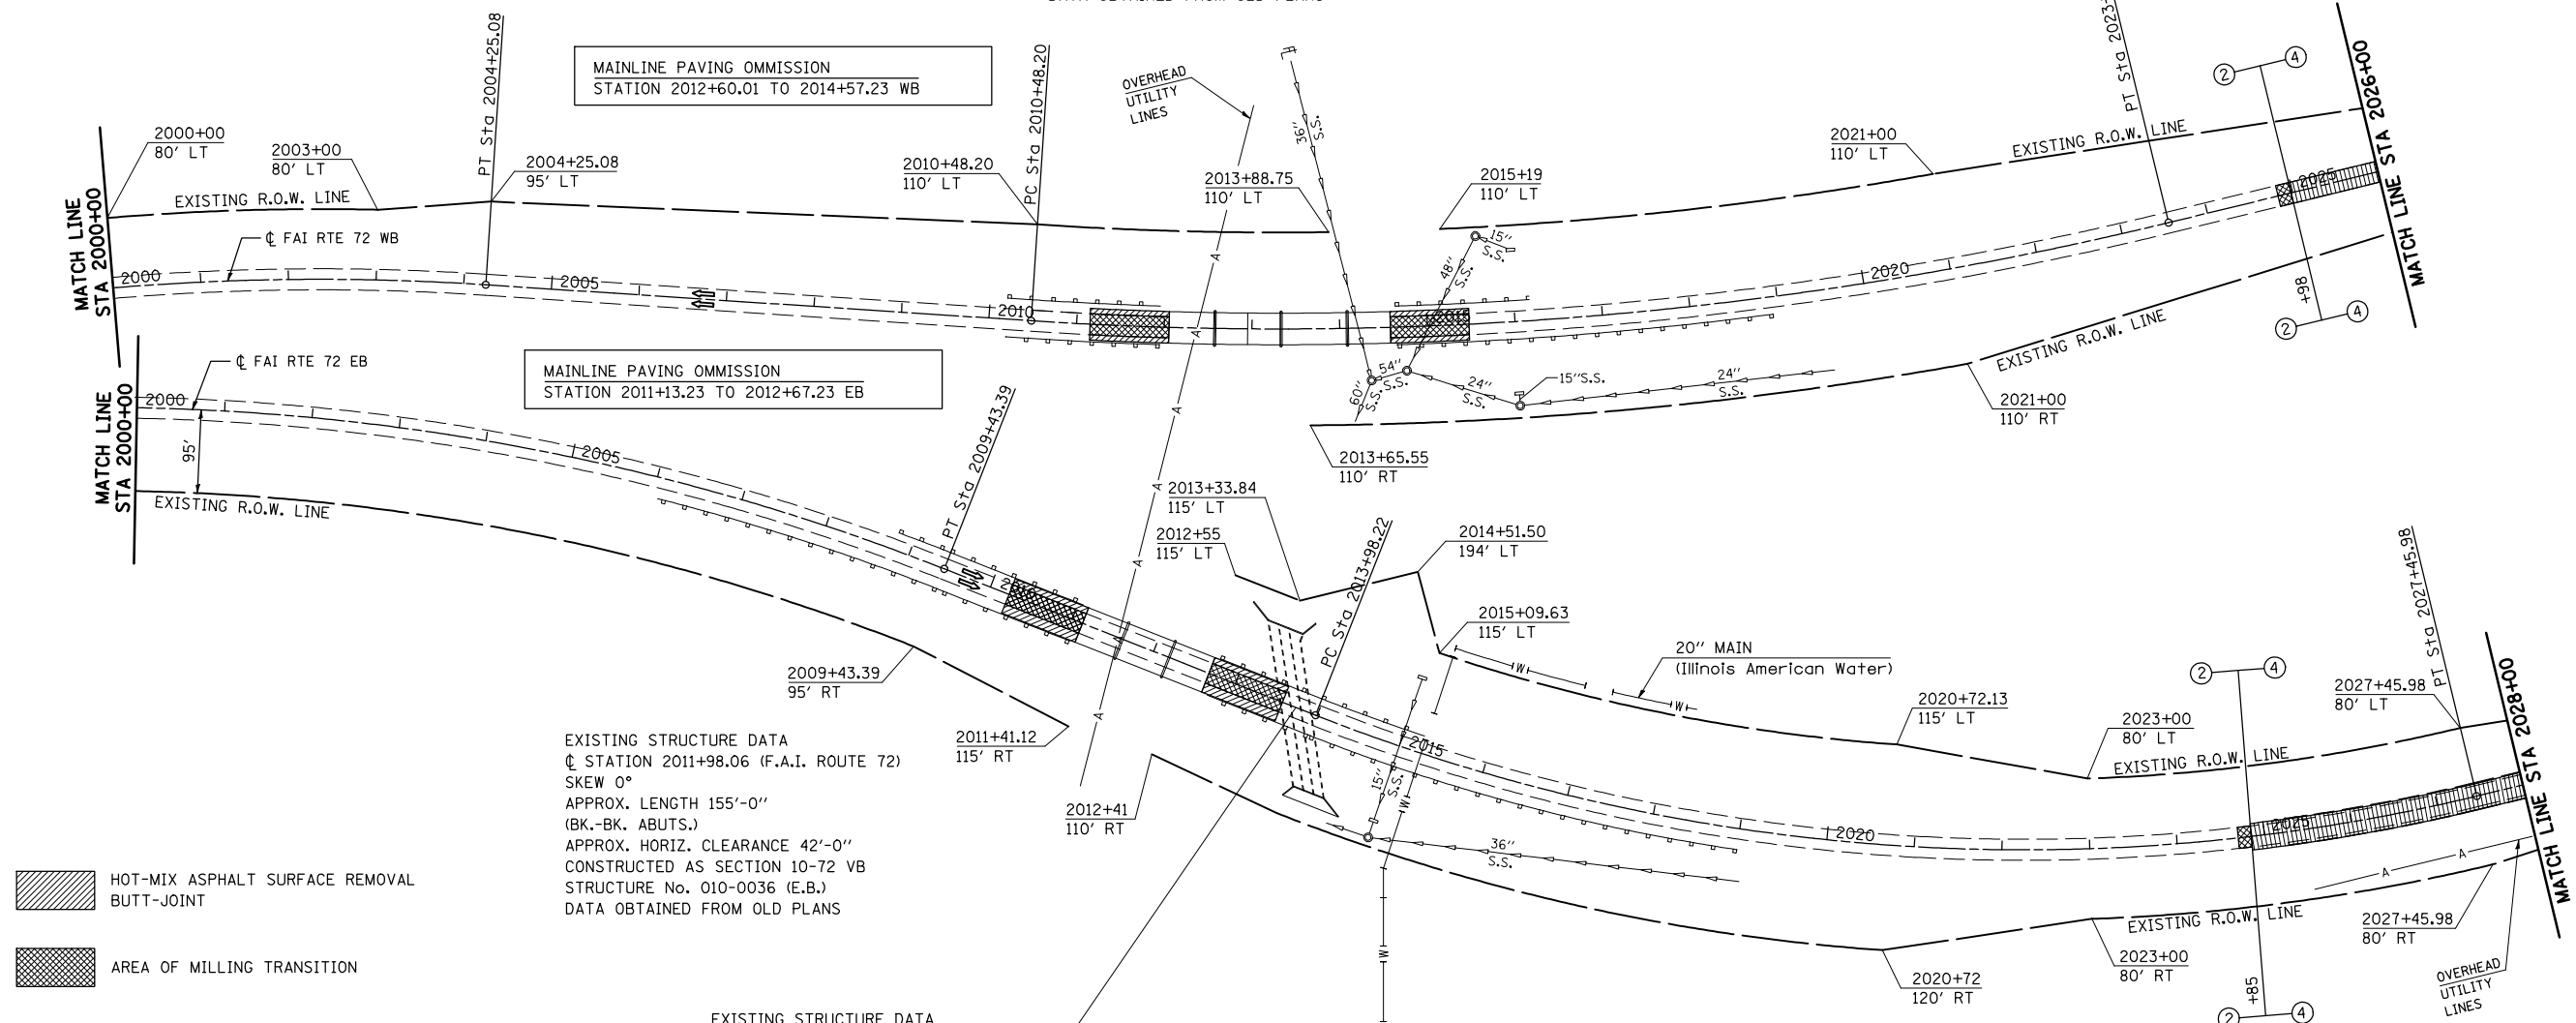 MAINLINE PAVING OMMISSION
STATION 2012+60.01 TO 2014+57.23 WB
PT Sta 2004+25.08
PC Sta 2010+48.20
OVERHEAD
UTILITY
LINES
36"
S.S.
2
4
MATCH LINE STA 2026+00
2000+00
80' LT
2003+00
80' LT
2004+25.08
95' LT
2010+48.20
110' LT
2013+88.75
110' LT
2015+19
110' LT
2021+00
110' LT
EXISTING R.O.W. LINE
EXISTING R.O.W. LINE
MATCH LINE
STA 2000+00
℄ FAI RTE 72 WB
2000
2005
2010
2015
2020
2025
15"
S.S.
48"
S.S.
+98
2
4
EXISTING R.O.W. LINE
℄ FAI RTE 72 EB
MATCH LINE
STA 2000+00
2000
95'
EXISTING R.O.W. LINE
MAINLINE PAVING OMMISSION
STATION 2011+13.23 TO 2012+67.23 EB
54"
S.S.
60"
S.S.
24"
S.S.
15"S.S.
24"
S.S.
2021+00
110' RT
2013+65.55
110' RT
2005
PT Sta 2009+43.39
A
A
A
A
A
A
A
2013+33.84
115' LT
2012+55
115' LT
PC Sta 2013+98.22
2014+51.50
194' LT
2015+09.63
115' LT
20" MAIN
(Illinois American Water)
W
W
2020+72.13
115' LT
2023+00
80' LT
2027+45.98
80' LT
PT Sta 2027+45.98
MATCH LINE STA 2028+00
2
4
EXISTING R.O.W. LINE
2009+43.39
95' RT
2011+41.12
115' RT
2012+41
110' RT
2015
15"
S.S.
W
36"
S.S.
W
2020
2025
A
A
EXISTING R.O.W. LINE
2020+72
120' RT
2023+00
80' RT
2027+45.98
80' RT
OVERHEAD
UTILITY
LINES
+85
2
4
EXISTING STRUCTURE DATA
℄ STATION 2011+98.06 (F.A.I. ROUTE 72)
SKEW 0°
APPROX. LENGTH 155'-0"
(BK.-BK. ABUTS.)
APPROX. HORIZ. CLEARANCE 42'-0"
CONSTRUCTED AS SECTION 10-72 VB
STRUCTURE No. 010-0036 (E.B.)
DATA OBTAINED FROM OLD PLANS
HOT-MIX ASPHALT SURFACE REMOVAL
BUTT-JOINT
AREA OF MILLING TRANSITION
EXISTING STRUCTURE DATA